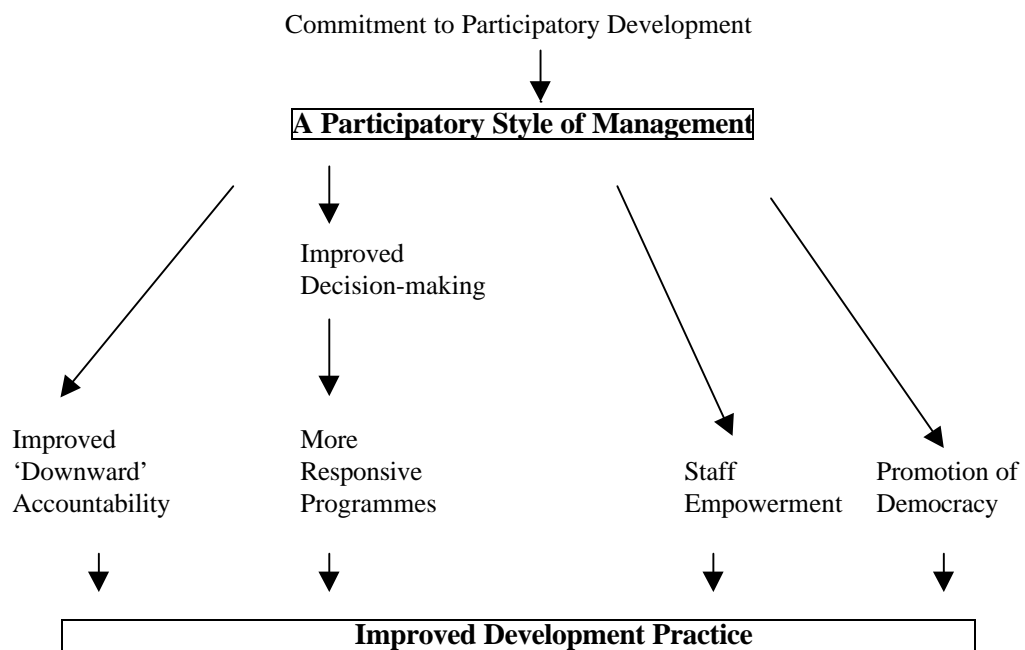 Commitment to Participatory Development
A Participatory Style of Management
Improved
Decision-making
Improved
‘Downward’
Accountability
More
Responsive
Programmes
Staff
Empowerment
Promotion of
Democracy
Improved Development Practice